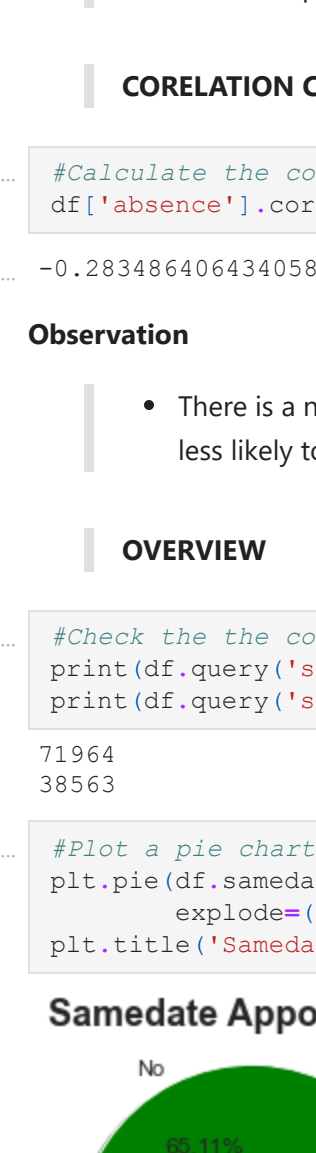 CORELATION C
...
#Calculate the co
df['absence'].cor
...
-0.283486406434058
Observation
• There is a n
less likely to
OVERVIEW
...
#Check the the co
print(df.query('s
print(df.query('s
71964
38563
...
#Plot a pie chart
plt.pie(df.sameda
explode=(
plt.title('Sameda
Samedate Appo
No
65.11%